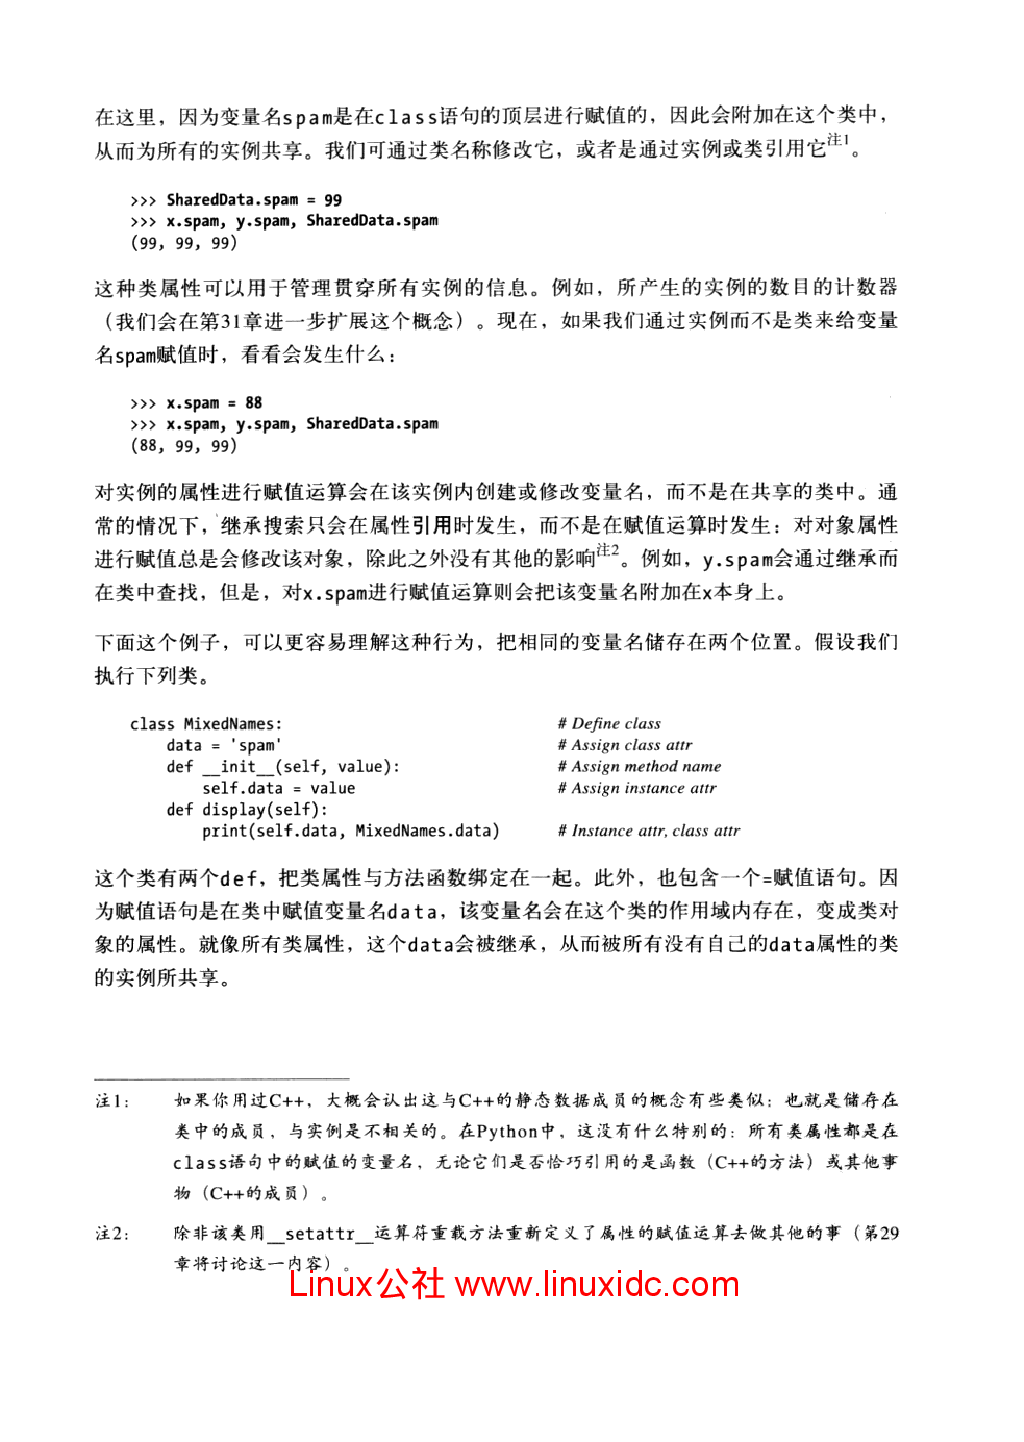 在这里，因为变量名spam是在class语句的顶层进行赋值的，因此会附加在这个类中，
从而为所有的实例共享。我们可通过类名称修改它，或者是通过实例或类引用它注1。
>>> SharedData.spam = 99
>>> x.spam, y.spam, SharedData.spam
(99, 99, 99)
这种类属性可以用于管理贯穿所有实例的信息。例如，所产生的实例的数目的计数器
（我们会在第31章进一步扩展这个概念）。现在，如果我们通过实例而不是类来给变量
名spam赋值时，看看会发生什么：
>>> x.spam = 88
>>> x.spam, y.spam, SharedData.spam
(88, 99, 99)
对实例的属性进行赋值运算会在该实例内创建或修改变量名，而不是在共享的类中。通
常的情况下，继承搜索只会在属性引用时发生，而不是在赋值运算时发生：对对象属性
进行赋值总是会修改该对象，除此之外没有其他的影响注2。例如，y.spam会通过继承而
在类中查找，但是，对x.spam进行赋值运算则会把该变量名附加在x本身上。
下面这个例子，可以更容易理解这种行为，把相同的变量名储存在两个位置。假设我们
执行下列类。
class MixedNames: # Define class
data = 'spam' # Assign class attr
def __init__(self, value): # Assign method name
self.data = value # Assign instance attr
def display(self):
print(self.data, MixedNames.data) # Instance attr, class attr
这个类有两个def，把类属性与方法函数绑定在一起。此外，也包含一个=赋值语句。因
为赋值语句是在类中赋值变量名data，该变量名会在这个类的作用域内存在，变成类对
象的属性。就像所有类属性，这个data会被继承，从而被所有没有自己的data属性的类
的实例所共享。
注1： 如果你用过C++，大概会认出这与C++的静态数据成员的概念有些类似：也就是储存在
类中的成员，与实例是不相关的。在Python中，这没有什么特别的：所有类属性都是在
class语句中的赋值的变量名，无论它们是否恰巧引用的是函数（C++的方法）或其他事
物（C++的成员）。
注2： 除非该类用__setattr__运算符重载方法重新定义了属性的赋值运算去做其他的事（第29
章将讨论这一内容）。
Linux公社 www.linuxidc.com